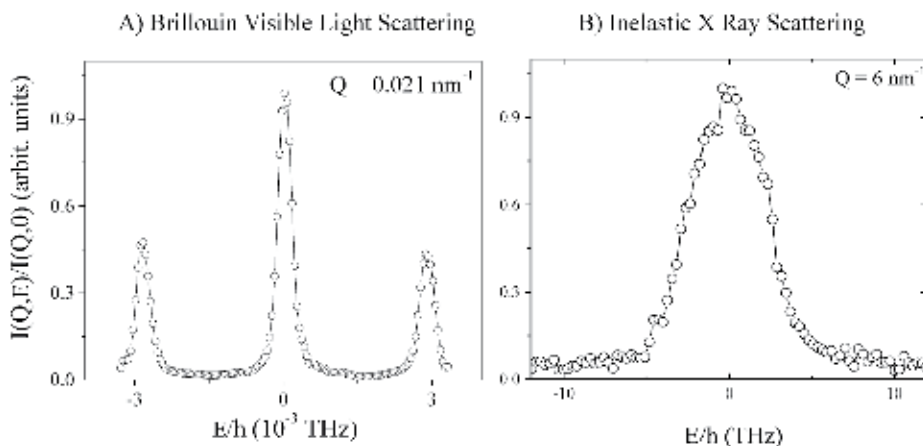 A) Brillouin Visible Light Scattering
B) Inelastic X Ray Scattering
Q 0.021 nm⁻¹
Q = 6 nm⁻¹
I(Q,E)/I(Q,0) (arbit. units)
0.9
0.6
0.3
0.0
-3
0
3
E/h (10⁻³ THz)
0.9
0.6
0.3
0.0
-10
0
10
E/h (THz)